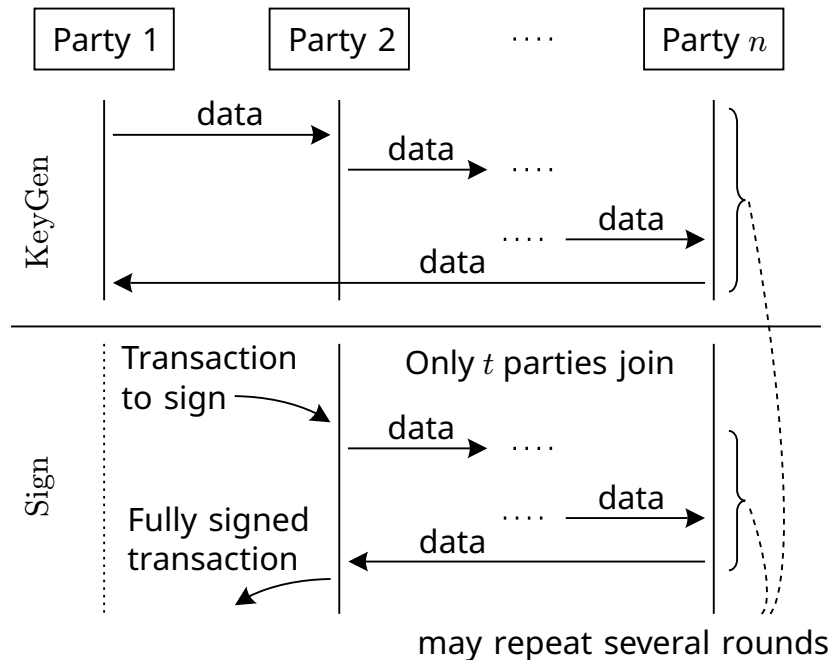 Party 1
Party 2
....
Party n
KeyGen
data
data
....
data
....
data
Sign
Transaction
to sign
Only t parties join
data
....
data
....
Fully signed
transaction
data
may repeat several rounds